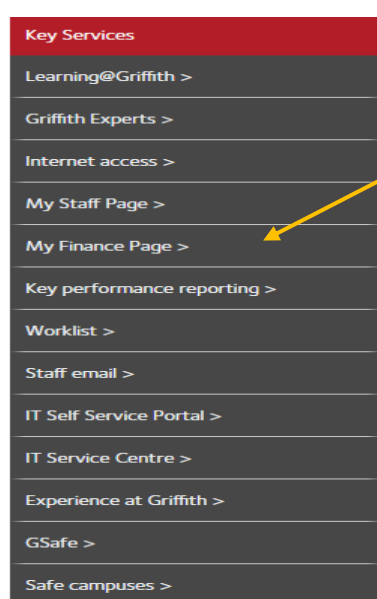 Key Services
Learning@Griffith >
Griffith Experts >
Internet access >
My Staff Page >
My Finance Page >
Key performance reporting >
Worklist >
Staff email >
IT Self Service Portal >
IT Service Centre >
Experience at Griffith >
GSafe >
Safe campuses >